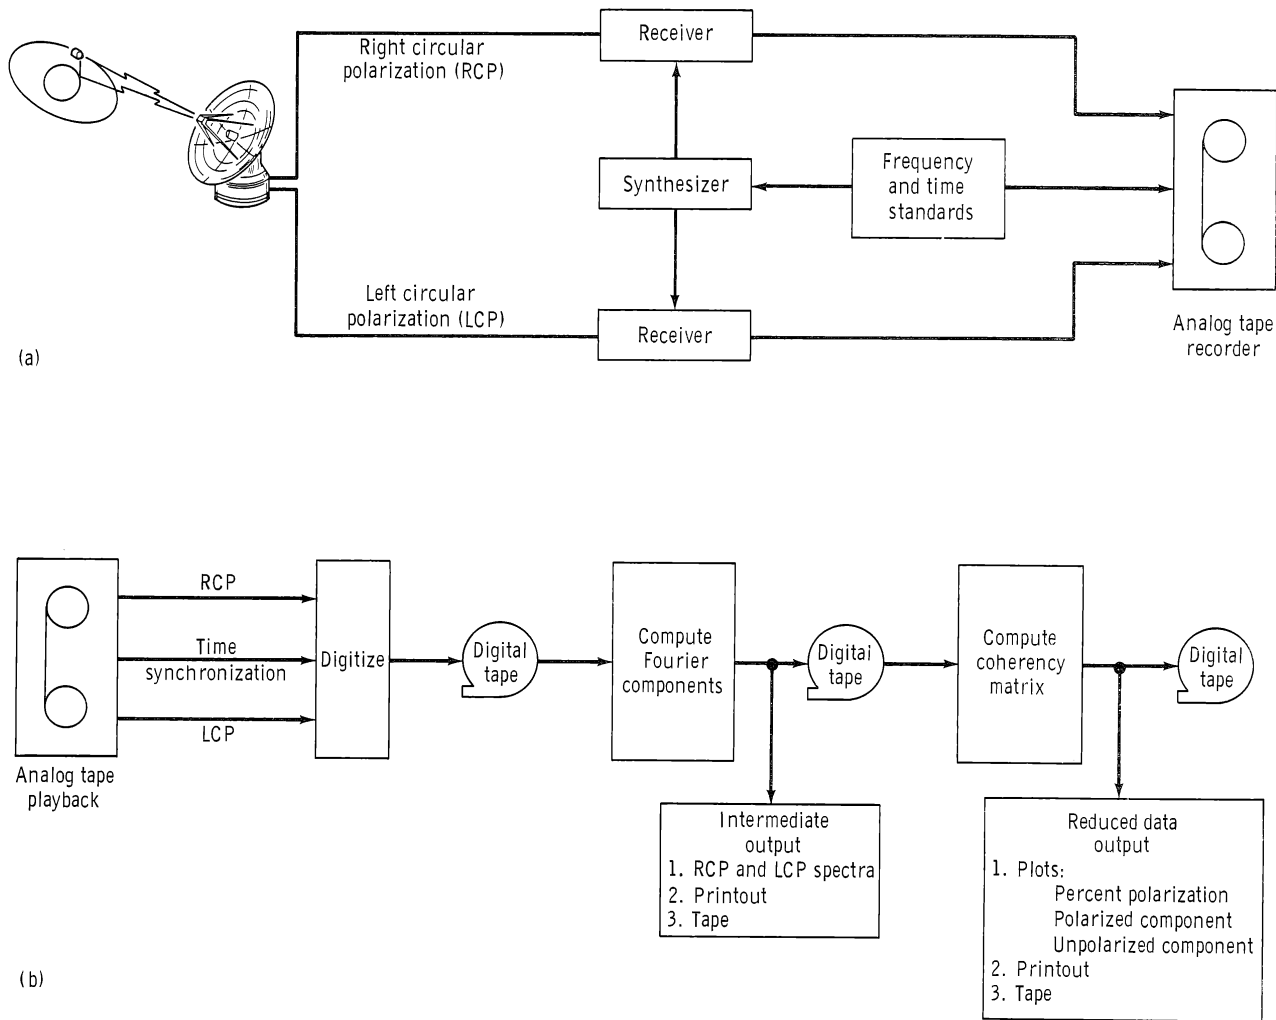 Right circular
polarization (RCP)
Receiver
Synthesizer
Frequency
and time
standards
Left circular
polarization (LCP)
Receiver
Analog tape
recorder
(a)
RCP
Time
synchronization
LCP
Analog tape
playback
Digitize
Digital
tape
Compute
Fourier
components
Digital
tape
Compute
coherency
matrix
Digital
tape
Intermediate
output
1. RCP and LCP spectra
2. Printout
3. Tape
Reduced data
output
1. Plots:
Percent polarization
Polarized component
Unpolarized component
2. Printout
3. Tape
(b)